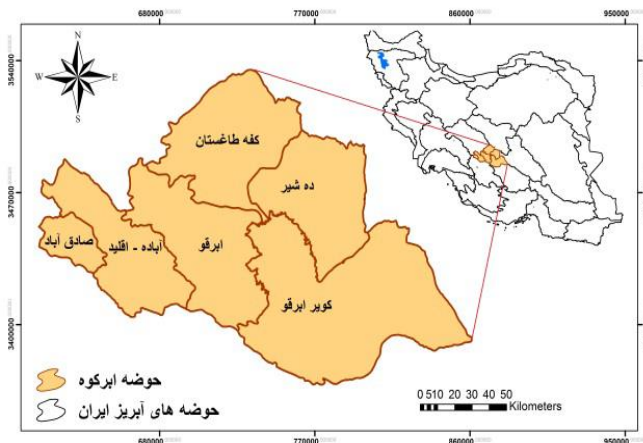 680000 770000 860000 950000
N
W E
S
3540000
3470000
3400000
کفه طاغستان
ده شیر
صادق آباد
آباده - اقلید
ابرقو
کویر ابرقو
حوضه ابرکوه
حوضه های آبریز ایران
0 5 10 20 30 40 50
Kilometers
680000 770000 860000 950000